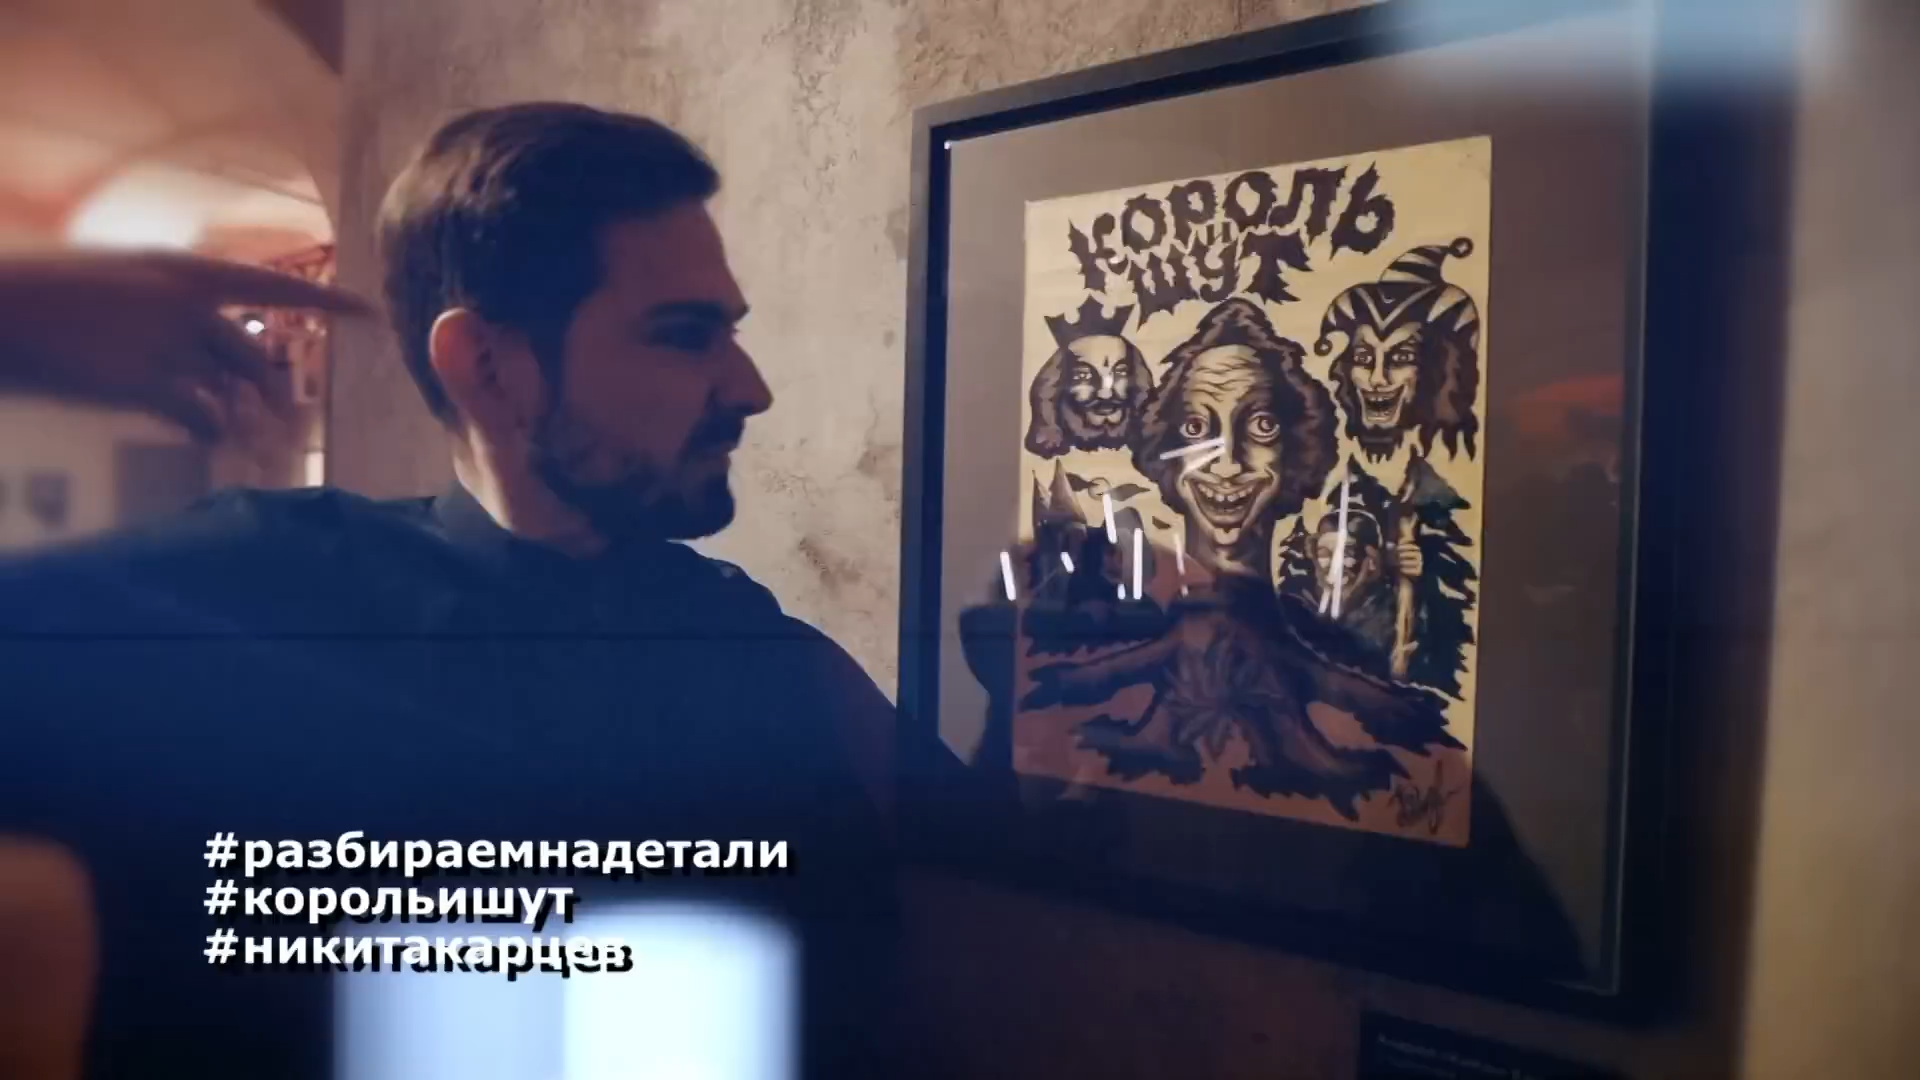 Король
и
Шут
#разбираемнадетали
#корольишут
#никитакарцев